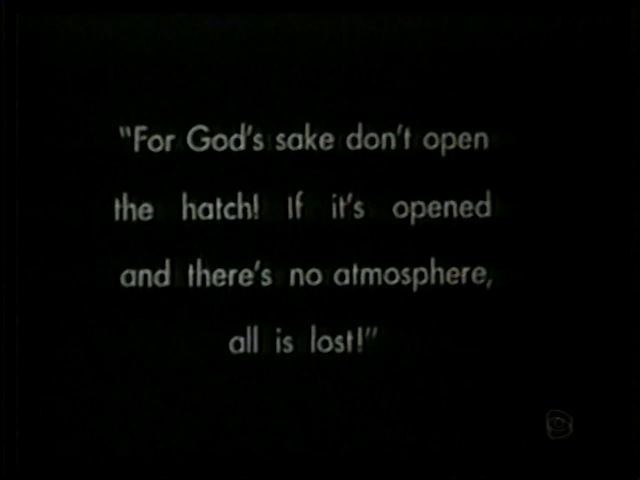 "For God's sake don't open
the hatch! If it's opened
and there's no atmosphere,
all is lost!"